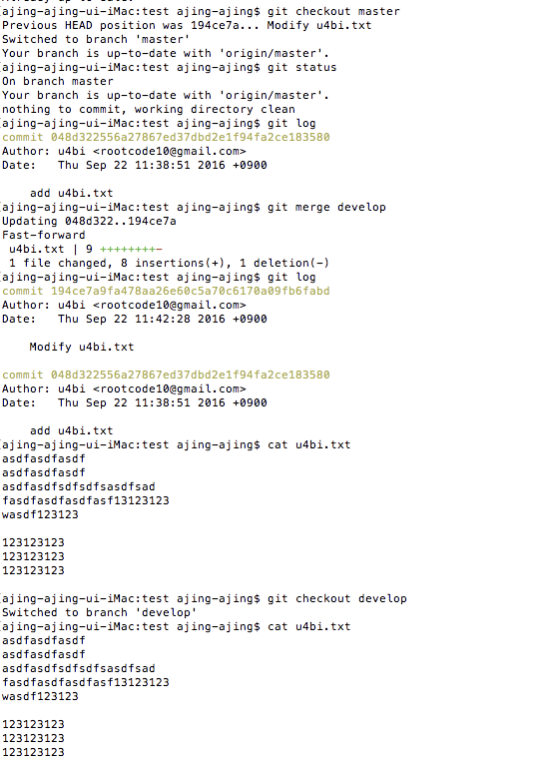 [ajing-ajing-ui-iMac:test ajing-ajing$ git checkout master
Previous HEAD position was 194ce7a... Modify u4bi.txt
Switched to branch 'master'
Your branch is up-to-date with 'origin/master'.
[ajing-ajing-ui-iMac:test ajing-ajing$ git status
On branch master
Your branch is up-to-date with 'origin/master'.
nothing to commit, working directory clean
[ajing-ajing-ui-iMac:test ajing-ajing$ git log
commit 048d322556a27867ed37dbd2e1f94fa2ce183580
Author: u4bi <rootcode10@gmail.com>
Date:   Thu Sep 22 11:38:51 2016 +0900

    add u4bi.txt
[ajing-ajing-ui-iMac:test ajing-ajing$ git merge develop
Updating 048d322..194ce7a
Fast-forward
 u4bi.txt | 9 ++++++++-
 1 file changed, 8 insertions(+), 1 deletion(-)
[ajing-ajing-ui-iMac:test ajing-ajing$ git log
commit 194ce7a9fa478aa26e60c5a70c6170a09fb6fabd
Author: u4bi <rootcode10@gmail.com>
Date:   Thu Sep 22 11:42:28 2016 +0900

    Modify u4bi.txt

commit 048d322556a27867ed37dbd2e1f94fa2ce183580
Author: u4bi <rootcode10@gmail.com>
Date:   Thu Sep 22 11:38:51 2016 +0900

    add u4bi.txt
[ajing-ajing-ui-iMac:test ajing-ajing$ cat u4bi.txt
asdfasdfasdf
asdfasdfasdf
asdfasdfsdfsdfsasdfsad
fasdfasdfasdfasf13123123
wasdf123123

123123123
123123123
123123123

[ajing-ajing-ui-iMac:test ajing-ajing$ git checkout develop
Switched to branch 'develop'
[ajing-ajing-ui-iMac:test ajing-ajing$ cat u4bi.txt
asdfasdfasdf
asdfasdfasdf
asdfasdfsdfsdfsasdfsad
fasdfasdfasdfasf13123123
wasdf123123

123123123
123123123
123123123